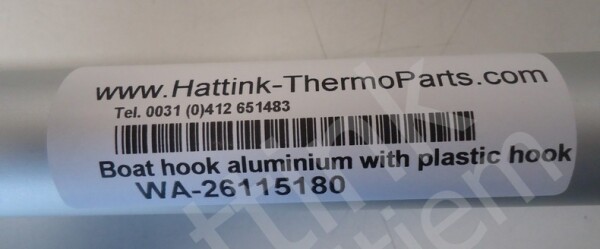 www.Hattink-ThermoParts.com
Tel. 0031 (0)412 651483
Boat hook aluminium with plastic hook
WA-26115180